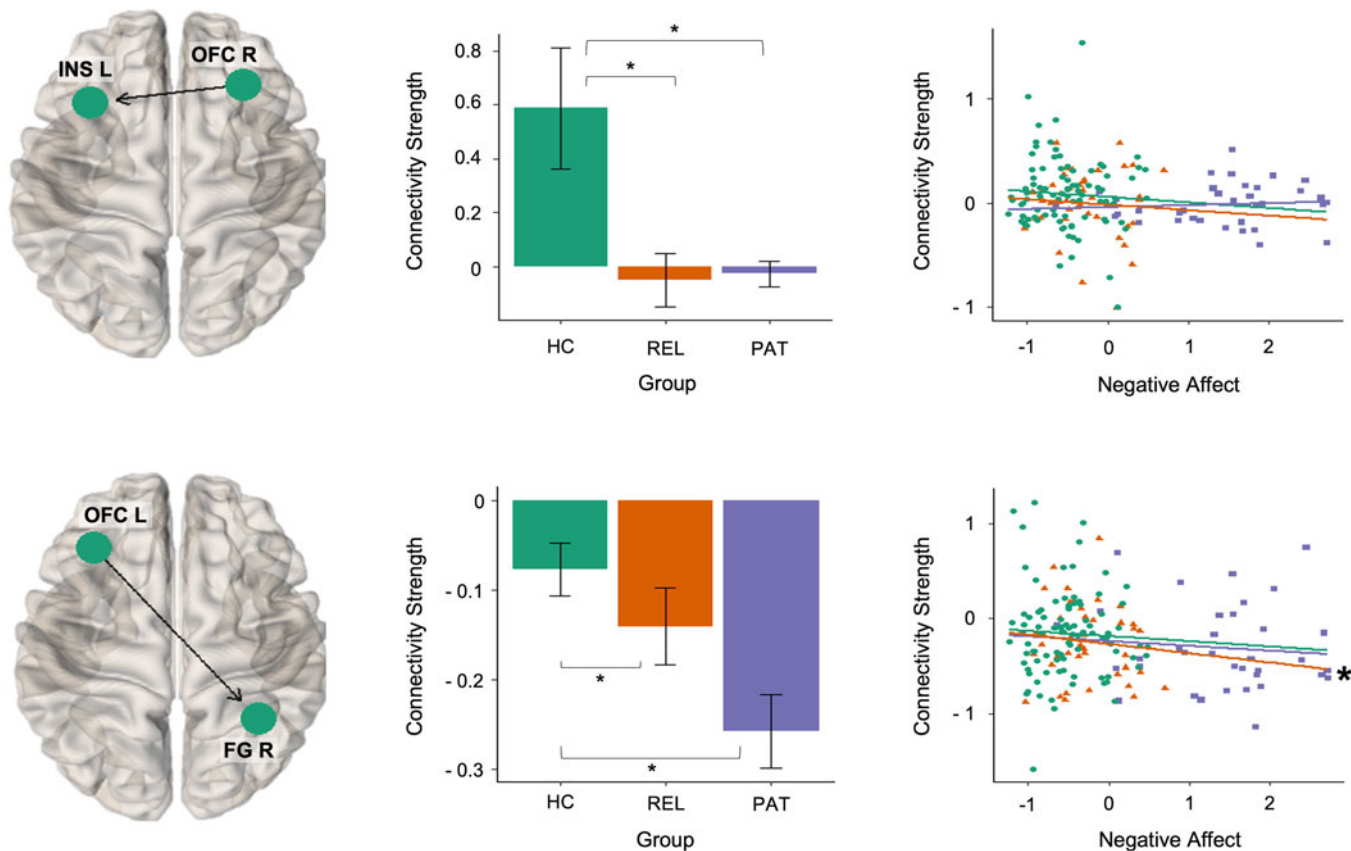 INS L
OFC R
Connectivity Strength
0.8
0.6
0.4
0.2
0
*
*
HC
REL
PAT
Group
Connectivity Strength
1
0
- 1
-1
0
1
2
Negative Affect
OFC L
FG R
Connectivity Strength
0
- 0.1
- 0.2
- 0.3
*
*
HC
REL
PAT
Group
Connectivity Strength
1
0
- 1
*
-1
0
1
2
Negative Affect